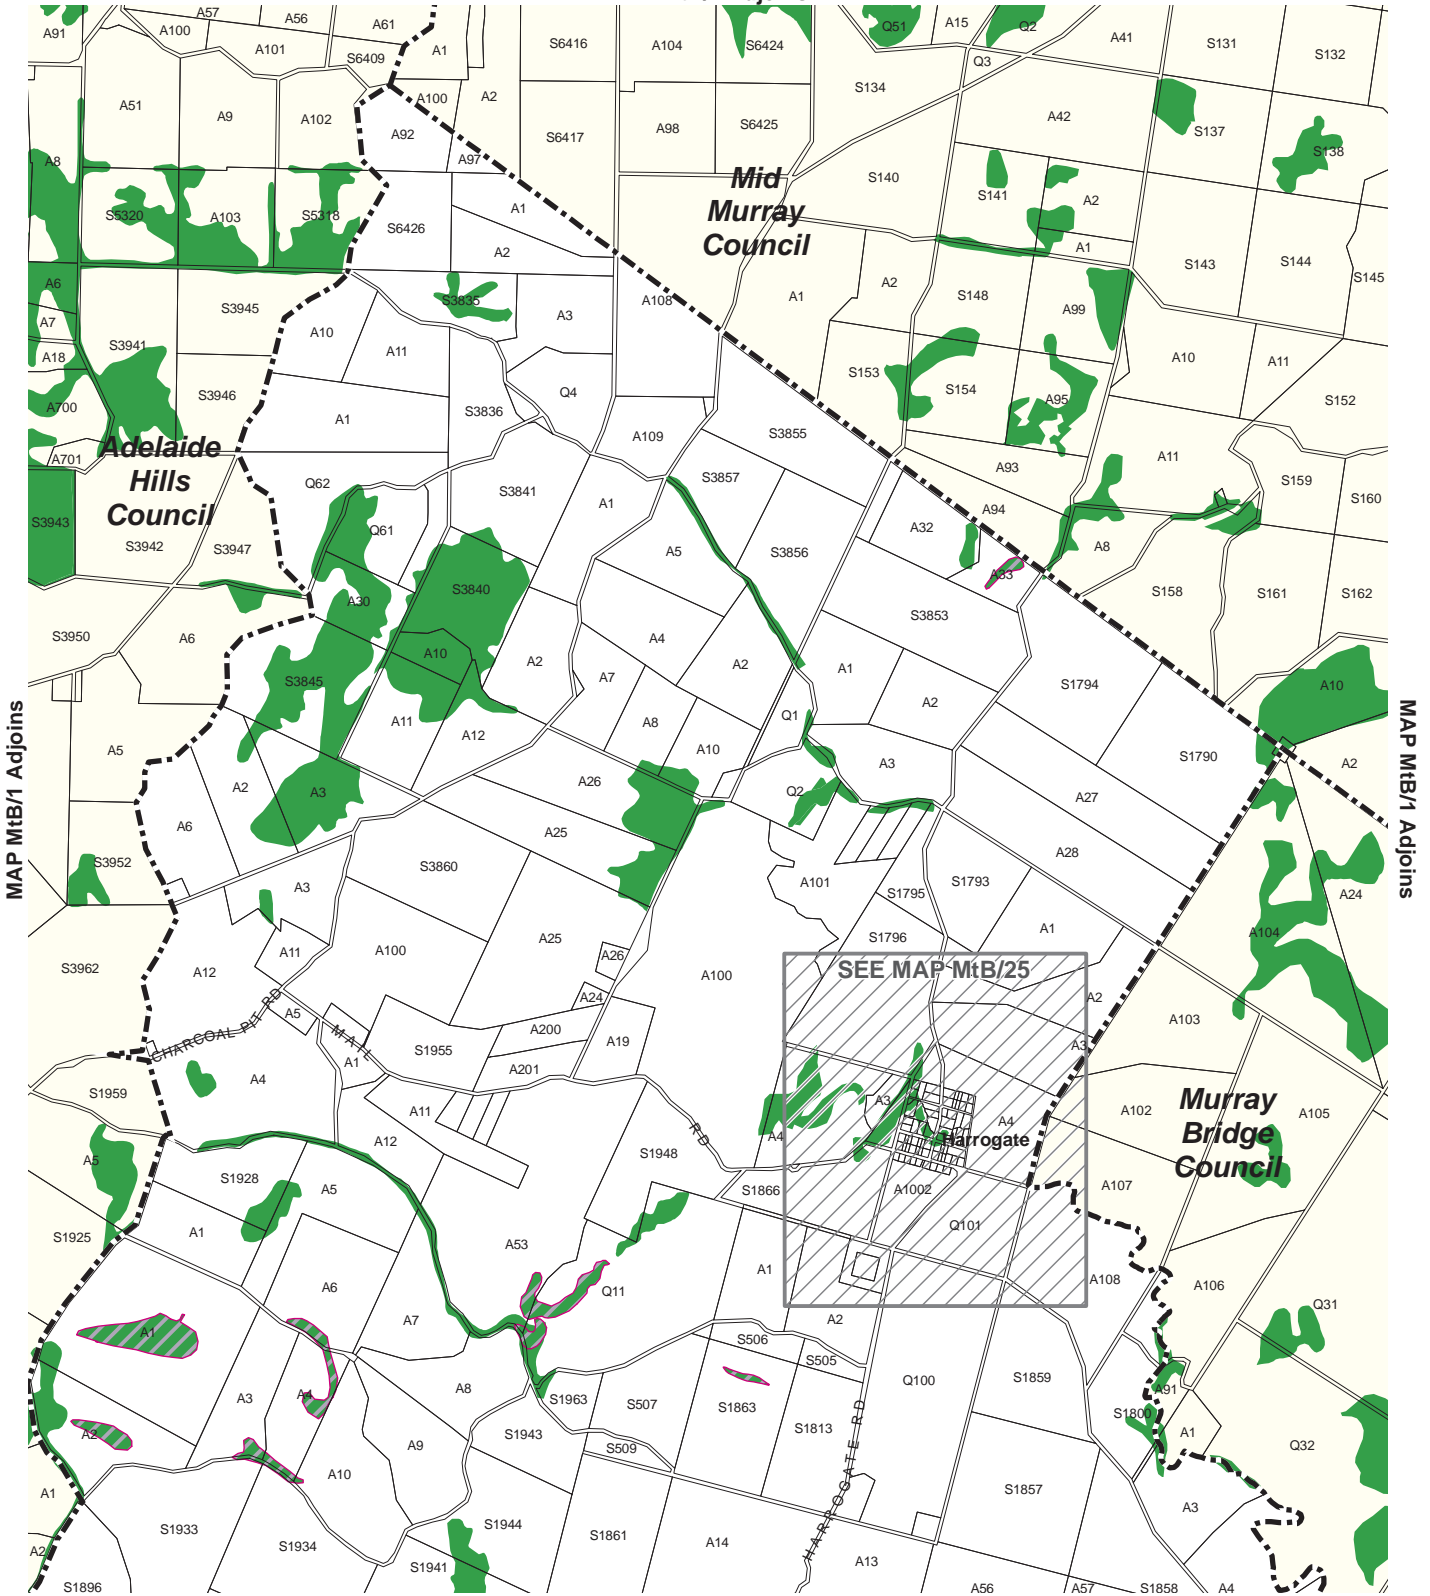 A91
A57
A100
A56
A61
A101
S6409
A1
S6416
A104
S6424
Q51
A15
Q2
A41
S131
S132
Q3
S134
A51
A9
A102
A92
A100
A2
S6417
A98
S6425
A42
S137
S138
A8
A97
S140
S141
A2
Mid
Murray
Council
S5320
A103
S5318
S6426
A1
A2
A1
S143
S144
S145
A6
A7
A18
S3945
S3941
S3946
A700
A701
A10
A11
S3835
A3
A108
A1
A2
S148
A99
A10
A11
S153
S154
A95
S152
A1
S3836
Q4
A109
S3855
A93
A11
S159
S160
Adelaide
Hills
Council
S3943
S3942
S3947
Q62
Q61
S3841
A1
S3857
S3856
A5
A32
A94
A33
A8
S158
S161
S162
S3950
A6
A30
S3840
A10
A4
A2
A2
S3853
A1
A2
S1794
A10
S3845
A11
A12
A7
A8
A10
Q1
S1790
A2
MAP MtB/1 Adjoins
MAP MtB/1 Adjoins
A5
A2
A3
A6
A26
A25
Q2
A3
A27
A28
S3952
A3
S3860
A101
S1795
S1793
A24
A104
S3962
A12
A11
A100
A25
A26
A24
A100
S1796
A1
SEE MAP MtB/25
A2
A103
A5
CHARCOAL PIT RD
MAIL
RD
A200
A201
A19
S1955
A1
A3
S1959
A4
A11
A12
A3
A4
A4
Harrogate
A102
A105
Murray
Bridge
Council
A5
S1928
A5
S1948
S1866
A1002
Q101
A107
S1925
A1
A53
A6
A7
Q11
A1
A2
A108
A106
Q31
A1
A3
A4
A8
S506
S505
S1863
S1813
Q100
S1859
A91
S1800
A1
Q32
A2
A9
A10
S1963
S1943
S507
S509
HARROGATE RD
S1857
A3
A1
A2
S1933
S1934
S1944
S1941
S1861
A14
A13
S1896
A56
A57
S1858
A4